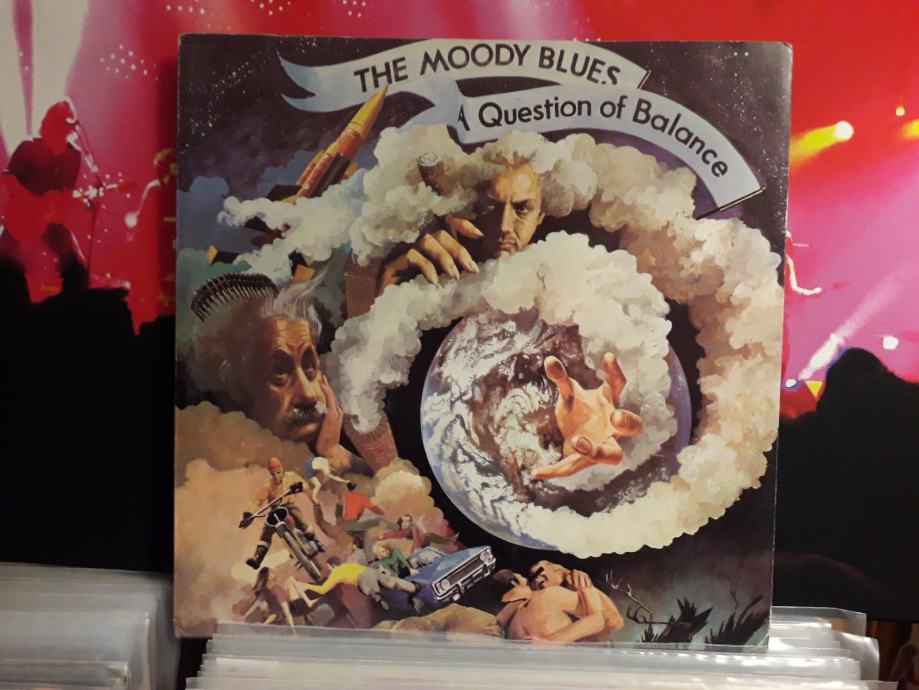 THE MOODY BLUES
A Question of Balance